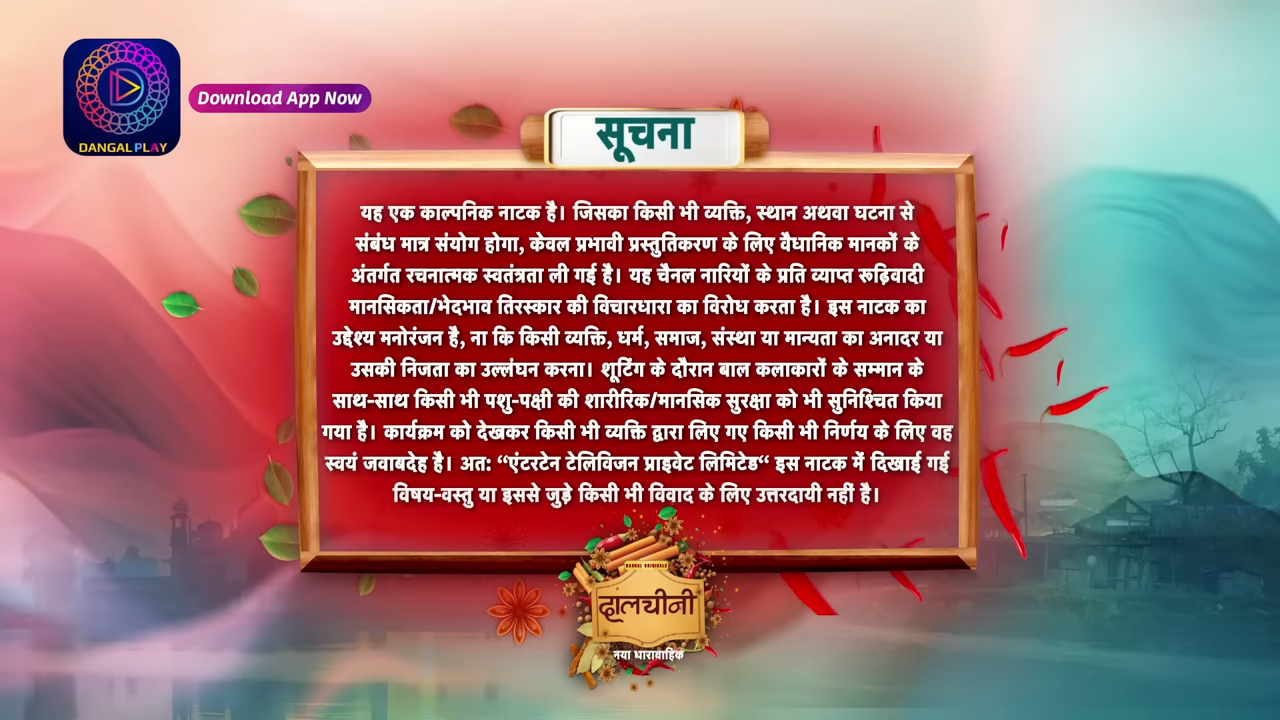 DANGAL PLAY
Download App Now
सूचना
यह एक काल्पनिक नाटक है। जिसका किसी भी व्यक्ति, स्थान अथवा घटना से
संबंध मात्र संयोग होगा, केवल प्रभावी प्रस्तुतिकरण के लिए वैधानिक मानकों के
अंतर्गत रचनात्मक स्वतंत्रता ली गई है। यह चैनल नारियों के प्रति व्याप्त रूढ़िवादी
मानसिकता/भेदभाव तिरस्कार की विचारधारा का विरोध करता है। इस नाटक का
उद्देश्य मनोरंजन है, ना कि किसी व्यक्ति, धर्म, समाज, संस्था या मान्यता का अनादर या
उसकी निजता का उल्लंघन करना। शूटिंग के दौरान बाल कलाकारों के सम्मान के
साथ-साथ किसी भी पशु-पक्षी की शारीरिक/मानसिक सुरक्षा को भी सुनिश्चित किया
गया है। कार्यक्रम को देखकर किसी भी व्यक्ति द्वारा लिए गए किसी भी निर्णय के लिए वह
स्वयं जवाबदेह है। अत: “एंटरटेन टेलिविजन प्राइवेट लिमिटेड“ इस नाटक में दिखाई गई
विषय-वस्तु या इससे जुड़े किसी भी विवाद के लिए उत्तरदायी नहीं है।
DANGAL ORIGINALS
दालचीनी
नया धारावाहिक